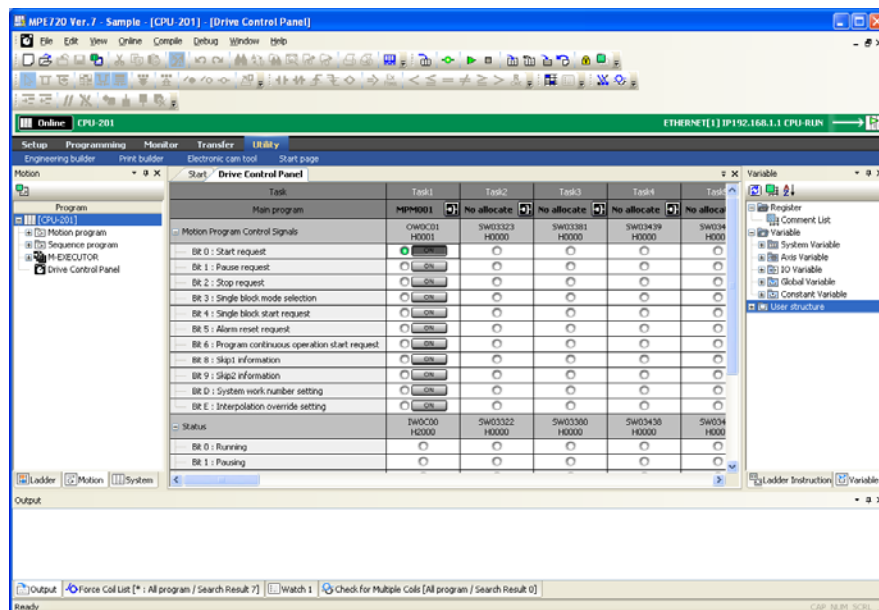 MPE720 Ver.7 - Sample - [CPU-201] - [Drive Control Panel]
File Edit View Online Compile Debug Window Help
Online CPU-201 ETHERNET[1] IP192.168.1.1 CPU-RUN
Setup Programming Monitor Transfer Utility
Engineering builder Print builder Electronic cam tool Start page
Motion
Program
[CPU-201]
Motion program
Sequence program
M-EXECUTOR
Drive Control Panel
Ladder Motion System
Start Drive Control Panel
Task Task1 Task2 Task3 Task4 Task
Main program MPM001 No allocate No allocate No allocate No allocat
Motion Program Control Signals OW0C01 SW03323 SW03381 SW03439 SW034
H0001 H0000 H0000 H0000 H000
Bit 0 : Start request ON
Bit 1 : Pause request ON
Bit 2 : Stop request ON
Bit 3 : Single block mode selection ON
Bit 4 : Single block start request ON
Bit 5 : Alarm reset request ON
Bit 6 : Program continuous operation start request ON
Bit 8 : Skip1 information ON
Bit 9 : Skip2 information ON
Bit D : System work number setting ON
Bit E : Interpolation override setting ON
Status IW0C00 SW03322 SW03380 SW03438 SW034
H2000 H0000 H0000 H0000 H000
Bit 0 : Running
Bit 1 : Pausing
Variable
Register
Comment List
Variable
System Variable
Axis Variable
IO Variable
Global Variable
Constant Variable
User structure
Ladder Instruction Variable
Output
Output Force Coil List [* : All program / Search Result 7] Watch 1 Check for Multiple Coils [All program / Search Result 0]
Ready CAP NUM SCRL